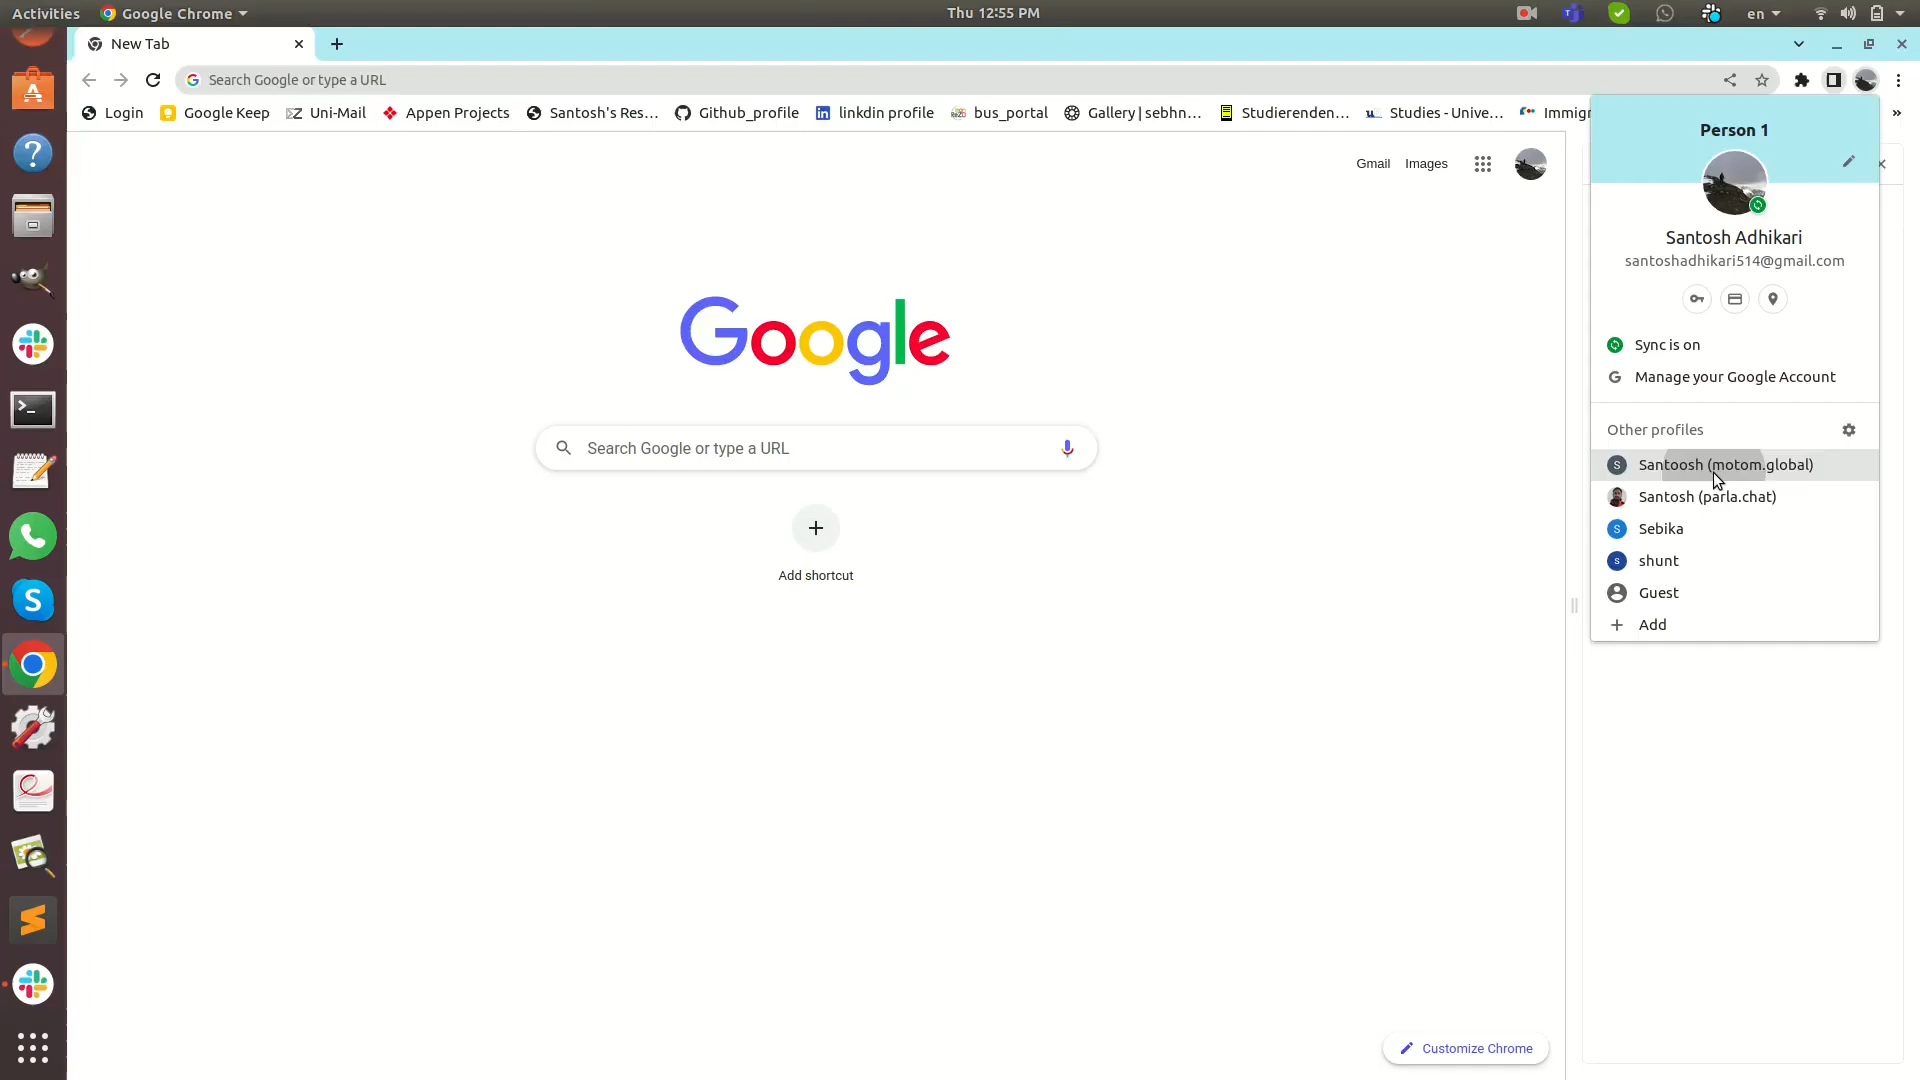 Activities
Google Chrome
Thu 12:55 PM
en
New Tab
Search Google or type a URL
Login
Google Keep
Uni-Mail
Appen Projects
Santosh's Res...
Github_profile
linkdin profile
bus_portal
Gallery | sebhn...
Studierenden...
Studies - Unive...
Immigr
»
Gmail
Images
Google
Search Google or type a URL
Add shortcut
Customize Chrome
Person 1
Santosh Adhikari
santoshadhikari514@gmail.com
Sync is on
G Manage your Google Account
Other profiles
S Santoosh (motom.global)
Santosh (parla.chat)
S Sebika
s shunt
Guest
Add